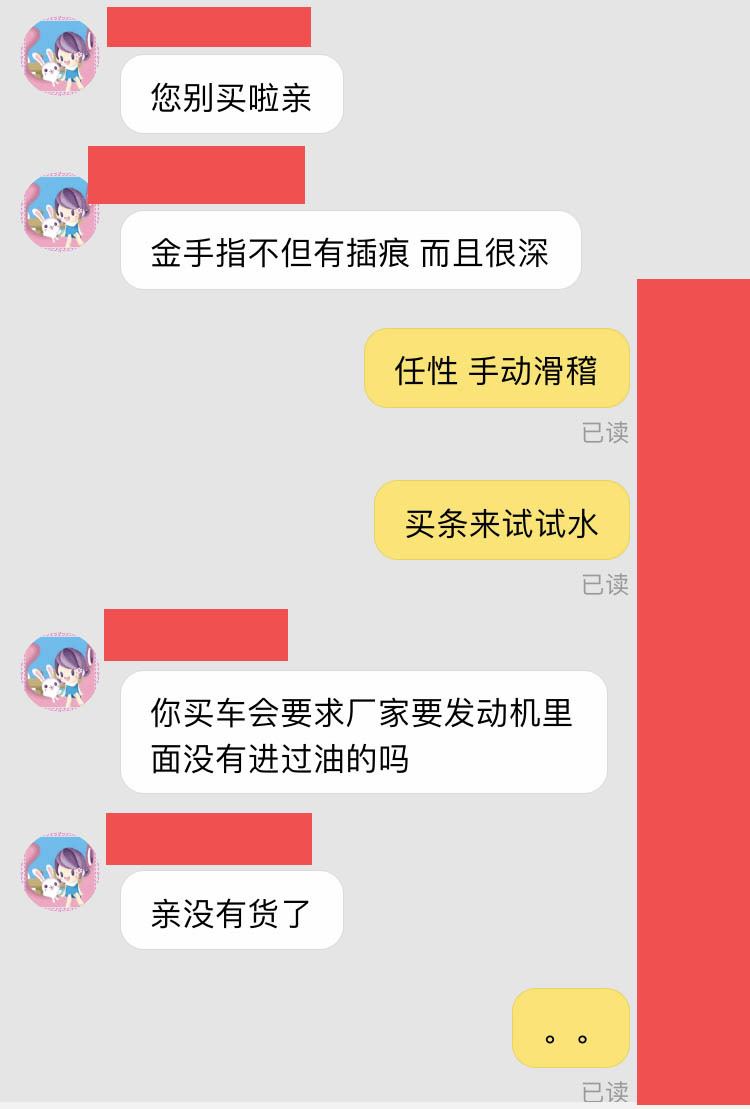 您别买啦亲
金手指不但有插痕 而且很深
任性 手动滑稽
已读
买条来试试水
已读
你买车会要求厂家要发动机里
面没有进过油的吗
亲没有货了
。。
已读